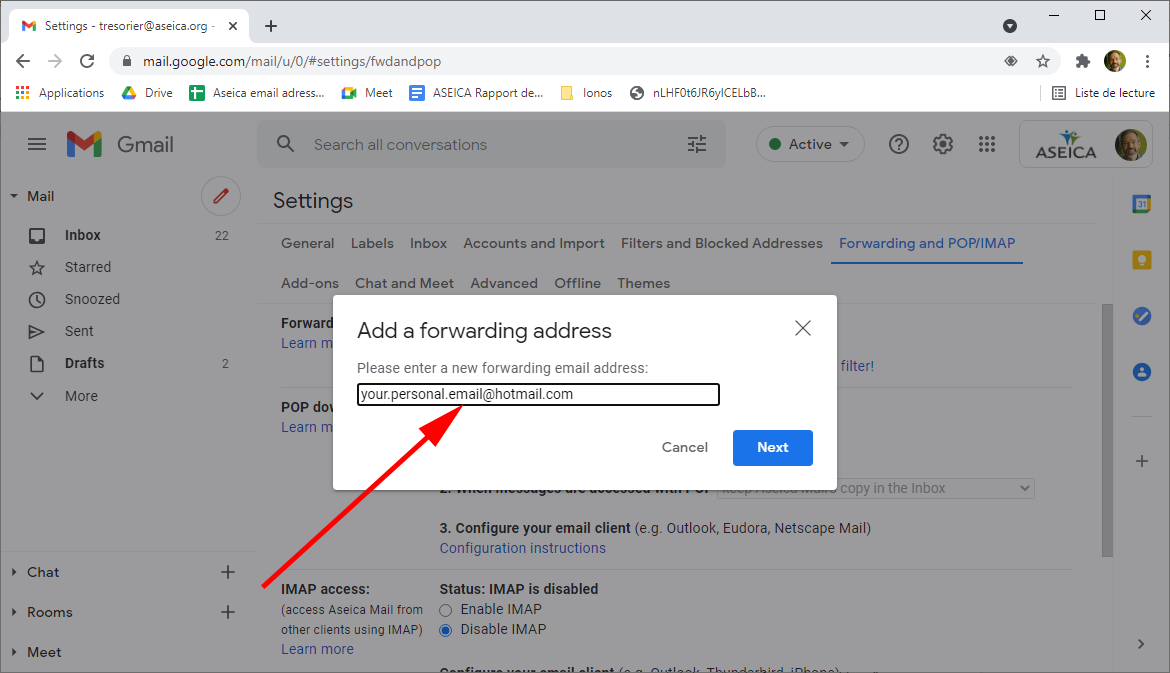 Settings - tresorier@aseica.org -
mail.google.com/mail/u/0/#settings/fwdandpop
Applications Drive Aseica email adress... Meet ASEICA Rapport de... Ionos nLHF0t6JR6yICELbB... Liste de lecture
Gmail Search all conversations Active ASEICA
Mail
Inbox 22
Starred
Snoozed
Sent
Drafts 2
More
Chat
Rooms
Meet
Settings
General Labels Inbox Accounts and Import Filters and Blocked Addresses Forwarding and POP/IMAP
Add-ons Chat and Meet Advanced Offline Themes
Forward
Learn m
filter!
POP dow
Learn m
Add a forwarding address
Please enter a new forwarding email address:
your.personal.email@hotmail.com
Cancel Next
2. When messages are accessed with POP keep Aseica Mail's copy in the Inbox
3. Configure your email client (e.g. Outlook, Eudora, Netscape Mail)
Configuration instructions
IMAP access:
(access Aseica Mail from
other clients using IMAP)
Learn more
Status: IMAP is disabled
Enable IMAP
Disable IMAP
Configure your email client (e.g. Outlook, Thunderbird, iPhone)
31